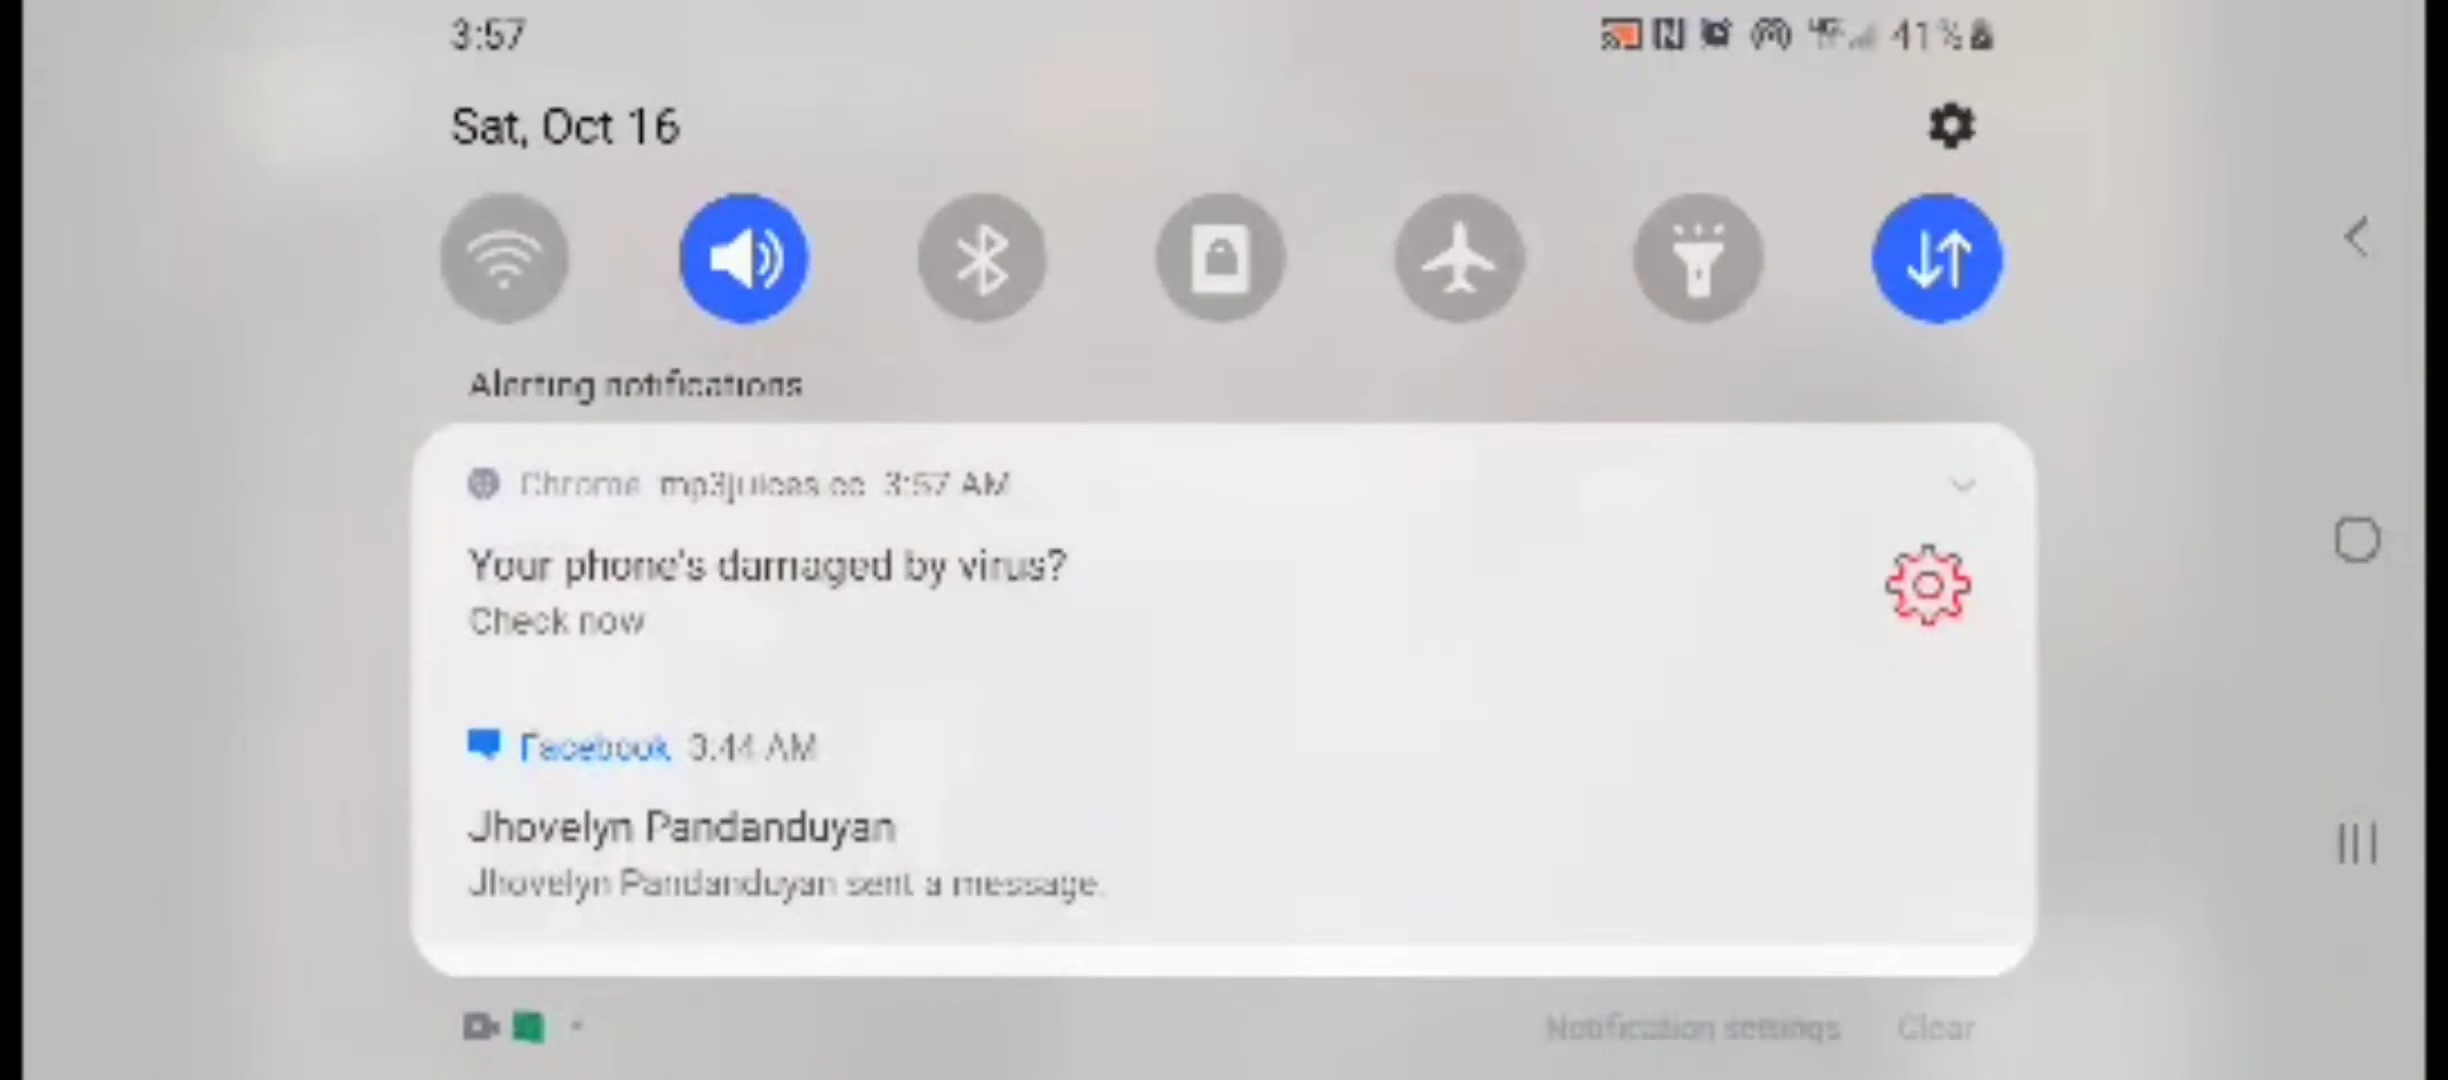 3:57
41%
Sat, Oct 16
Alerting notifications
Chrome mp3juices.cc 3:57 AM
Your phone's damaged by virus?
Check now
Facebook 3:44 AM
Jhovelyn Pandanduyan
Jhovelyn Pandanduyan sent a message.
Notification settings Clear